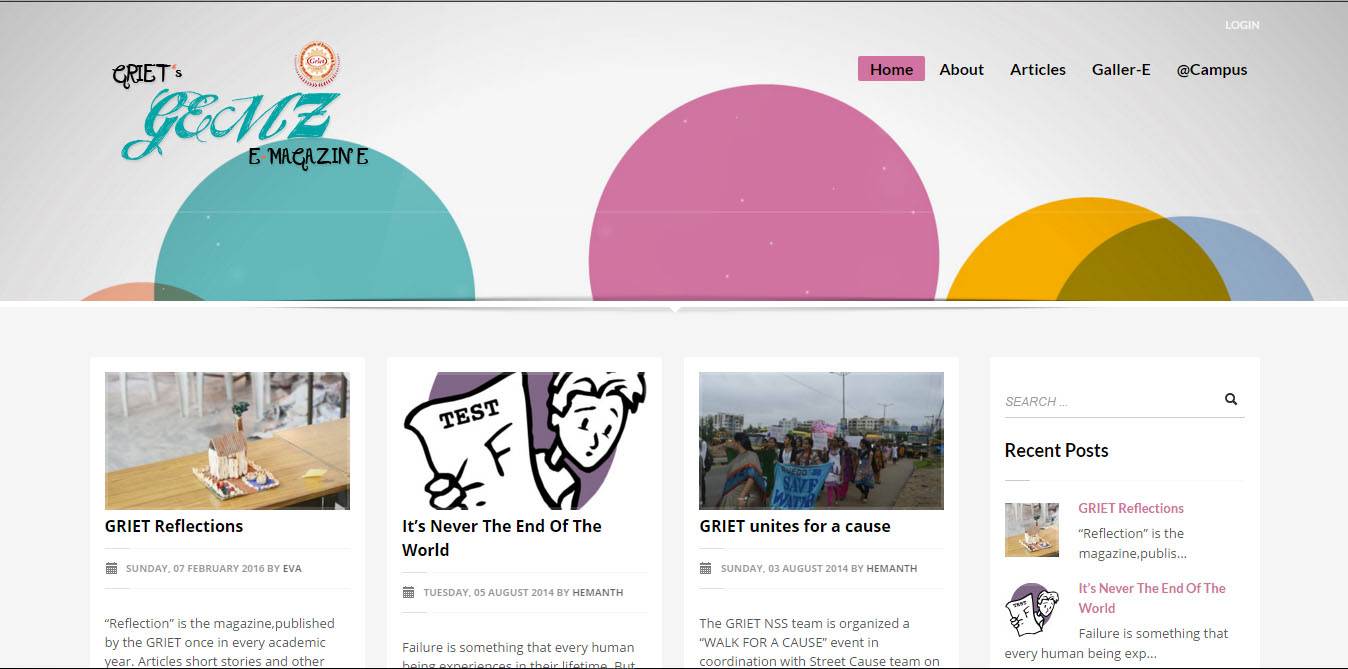 LOGIN
GRIET's
Griet
GEMZ
E-MAGAZINE
Home About Articles Galler-E @Campus
TEST
F
SAVE
WATER
GRIET Reflections
SUNDAY, 07 FEBRUARY 2016 BY EVA
“Reflection” is the magazine,published
by the GRIET once in every academic
year. Articles short stories and other
It’s Never The End Of The
World
TUESDAY, 05 AUGUST 2014 BY HEMANTH
Failure is something that every human
being experiences in their lifetime. But
GRIET unites for a cause
SUNDAY, 03 AUGUST 2014 BY HEMANTH
The GRIET NSS team is organized a
“WALK FOR A CAUSE” event in
coordination with Street Cause team on
SEARCH ...
Recent Posts
GRIET Reflections
“Reflection” is the
magazine,publis...
TEST
F
It’s Never The End Of The
World
Failure is something that
every human being exp...